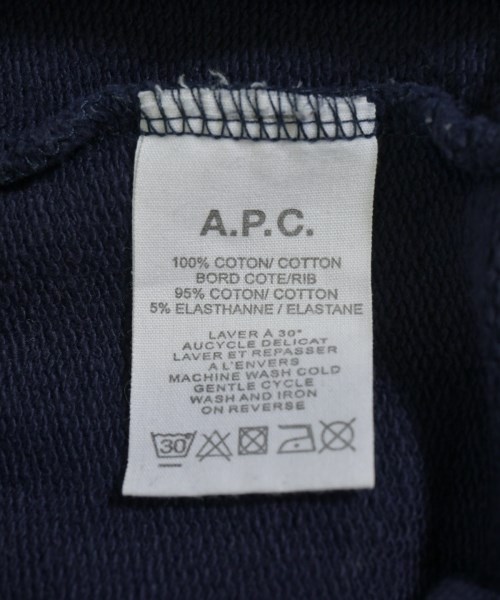 A.P.C.
100% COTON/ COTTON
BORD COTE/RIB
95% COTON/ COTTON
5% ELASTHANNE / ELASTANE
LAVER À 30°
AUCYCLE DELICAT
LAVER ET REPASSER
A L'ENVERS
MACHINE WASH COLD
GENTLE CYCLE
WASH AND IRON
ON REVERSE
30